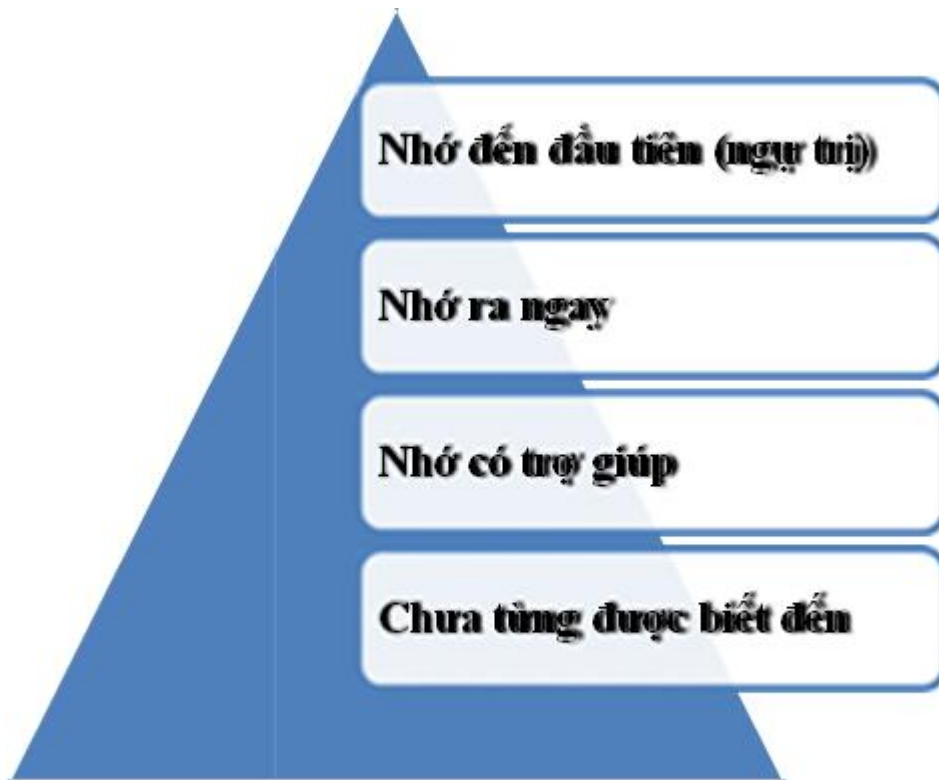 Nhớ đến đầu tiên (ngự trị)
Nhớ ra ngay
Nhớ có trợ giúp
Chưa từng được biết đến